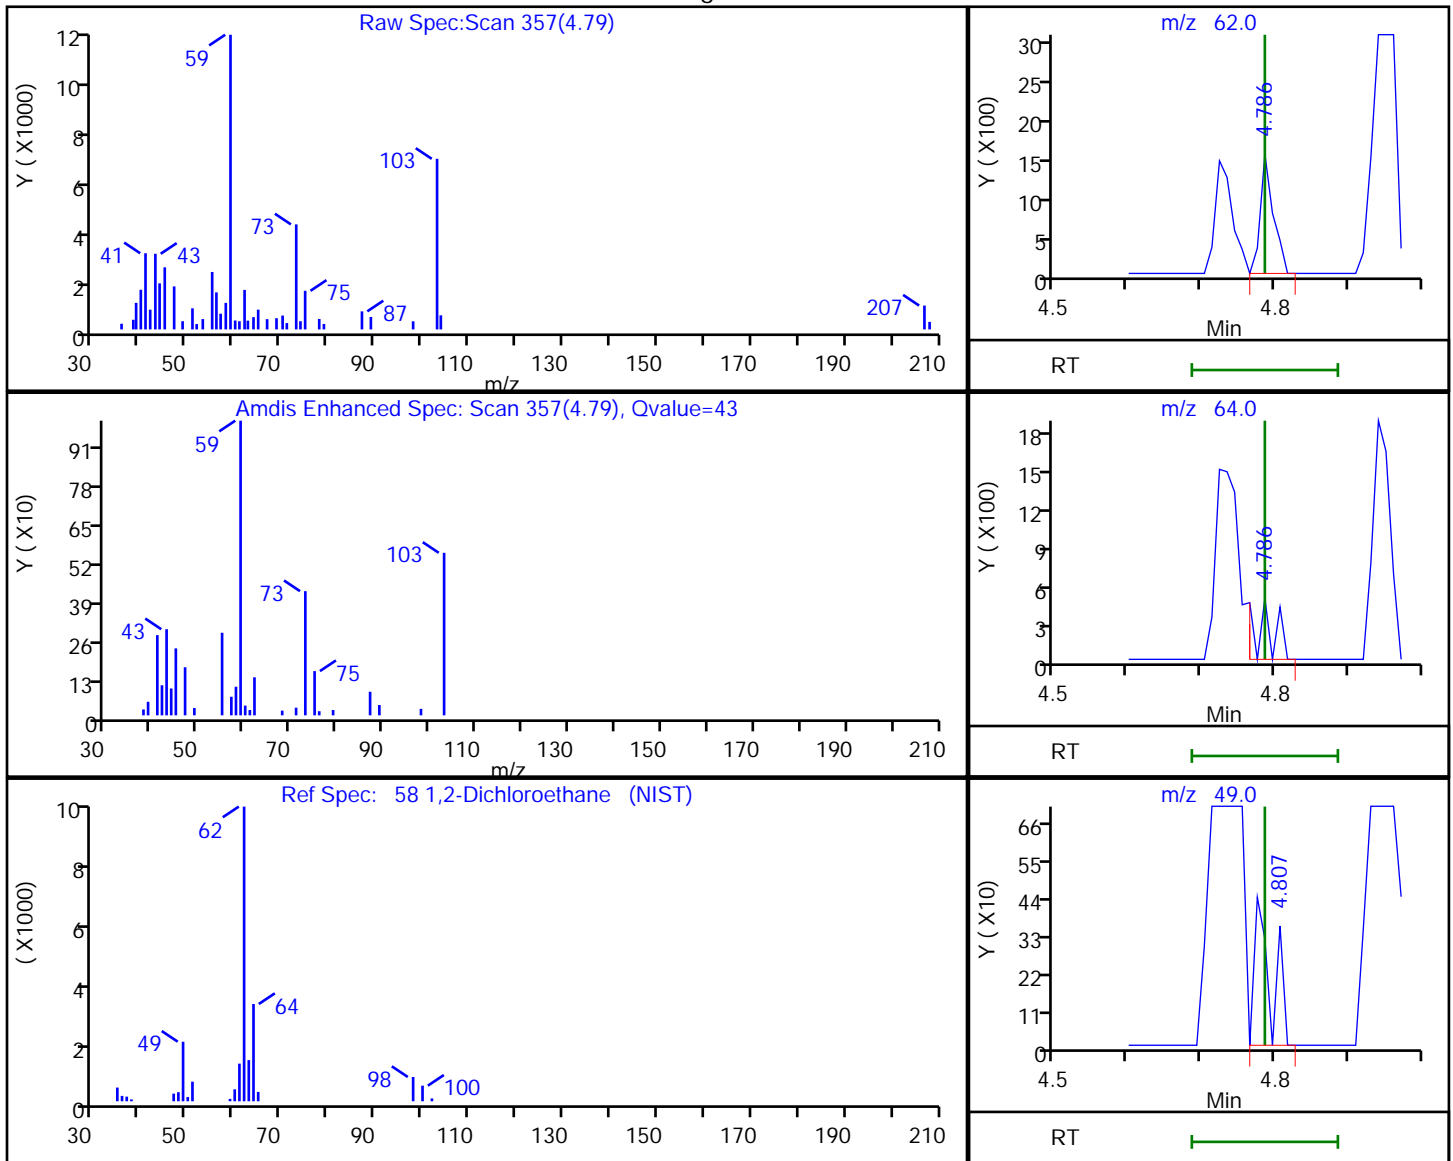 Raw Spec:Scan 357(4.79)
12
10
8
6
4
2
0
Y ( X1000)
59
103
73
41
43
75
87
207
30 50 70 90 110 130 150 170 190 210
m/z
m/z 62.0
30
25
20
15
10
5
0
Y ( X100)
4.786
4.5 4.8
Min
RT
Amdis Enhanced Spec: Scan 357(4.79), Qvalue=43
91
78
65
52
39
26
13
0
Y ( X10)
59
103
73
43
75
30 50 70 90 110 130 150 170 190 210
m/z
m/z 64.0
18
15
12
9
6
3
0
Y ( X100)
4.786
4.5 4.8
Min
RT
Ref Spec: 58 1,2-Dichloroethane (NIST)
10
8
6
4
2
0
( X1000)
62
64
49
98
100
30 50 70 90 110 130 150 170 190 210
m/z 49.0
66
55
44
33
22
11
0
Y ( X10)
4.807
4.5 4.8
Min
RT